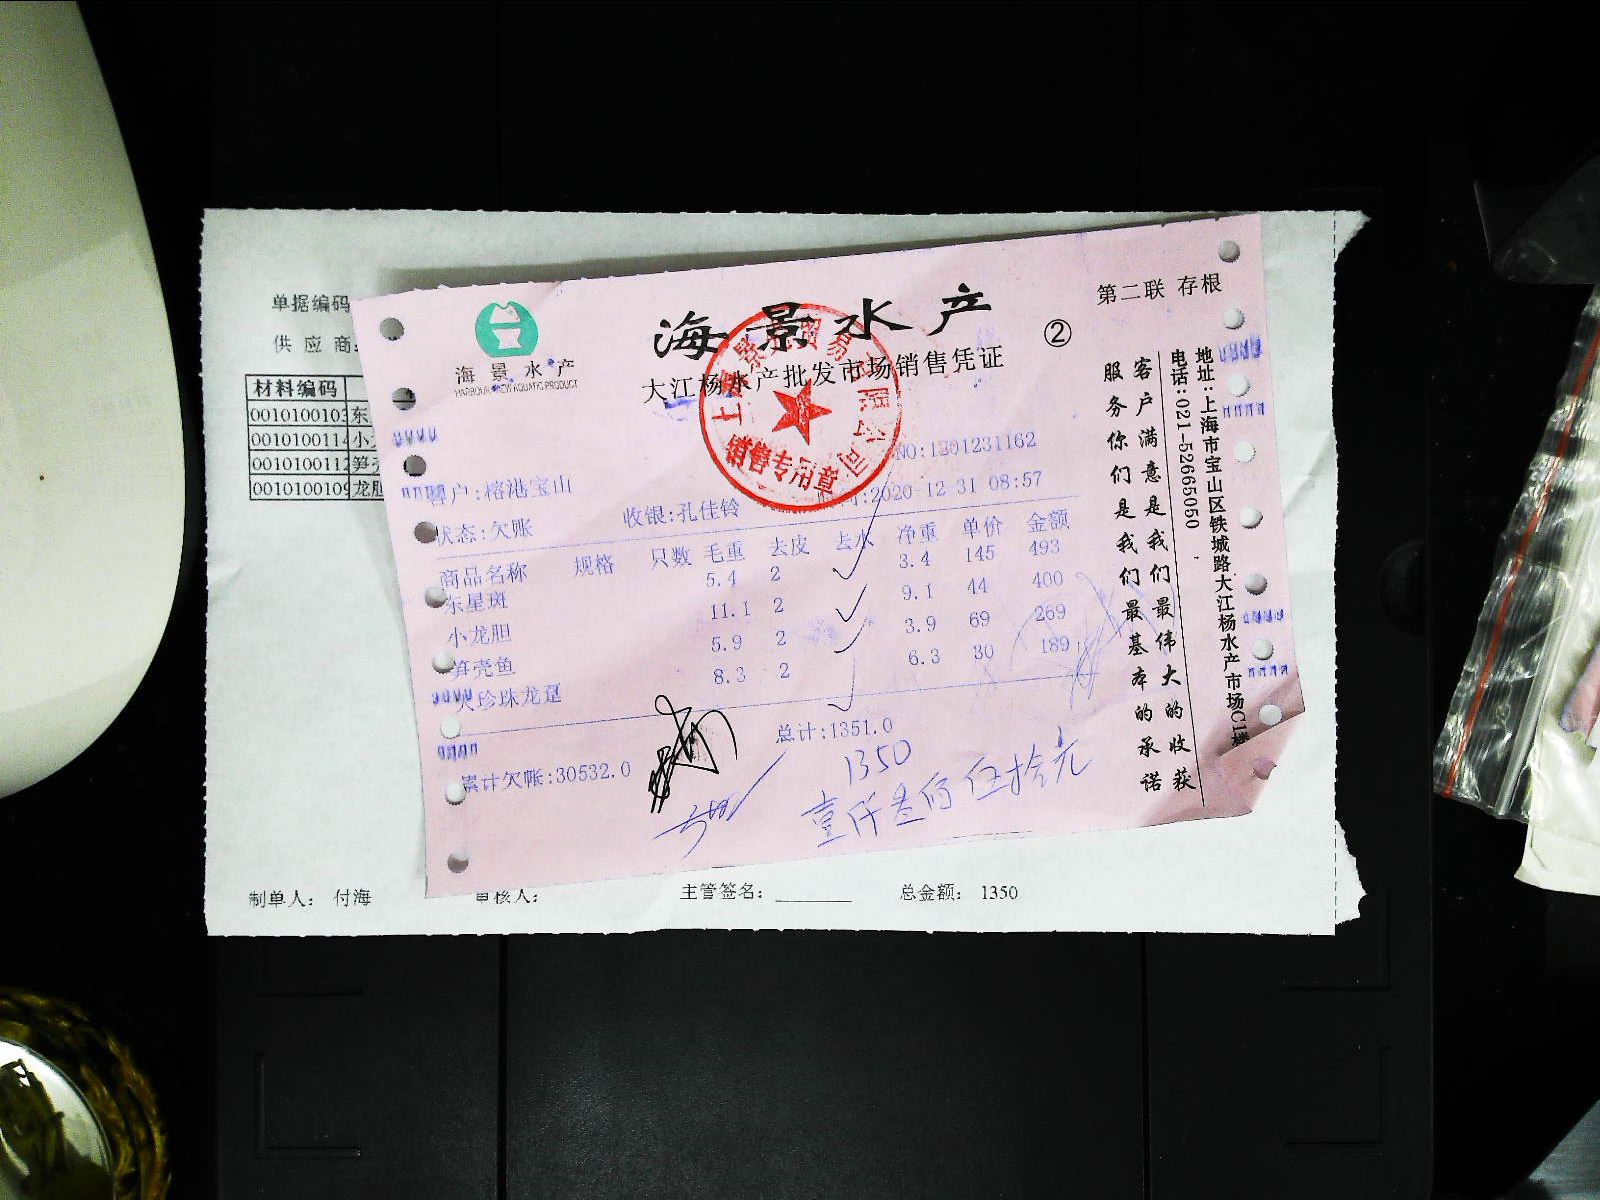 第二联 存根
海景水产
②
海景水产
HARBOUR VIEW AQUATIC PRODUCT
大江杨水产批发市场销售凭证
销售专用章
NO:1801231162
客户:榕港宝山
2020-12-31 08:57
状态:欠账
收银:孔佳铃
商品名称 规格 只数 毛重 去皮 去水 净重 单价 金额
东星斑 5.4 2 3.4 145 493
小龙胆 11.1 2 9.1 44 400
笋壳鱼 5.9 2 3.9 69 269
大珍珠龙趸 8.3 2 6.3 30 189
总计:1351.0
累计欠帐:30532.0
1350
壹仟叁佰伍拾元
地址:上海市宝山区铁城路大江杨水产市场C1楼
电话:021-52665050
客户满意是我们最伟大的收获
服务你们是我们最基本的承诺
单据编码
供应商:
材料编码
0010100103 东
0010100114 小
0010100112 笋壳
0010100109 龙胆
制单人: 付海
审核人:
主管签名:
总金额: 1350